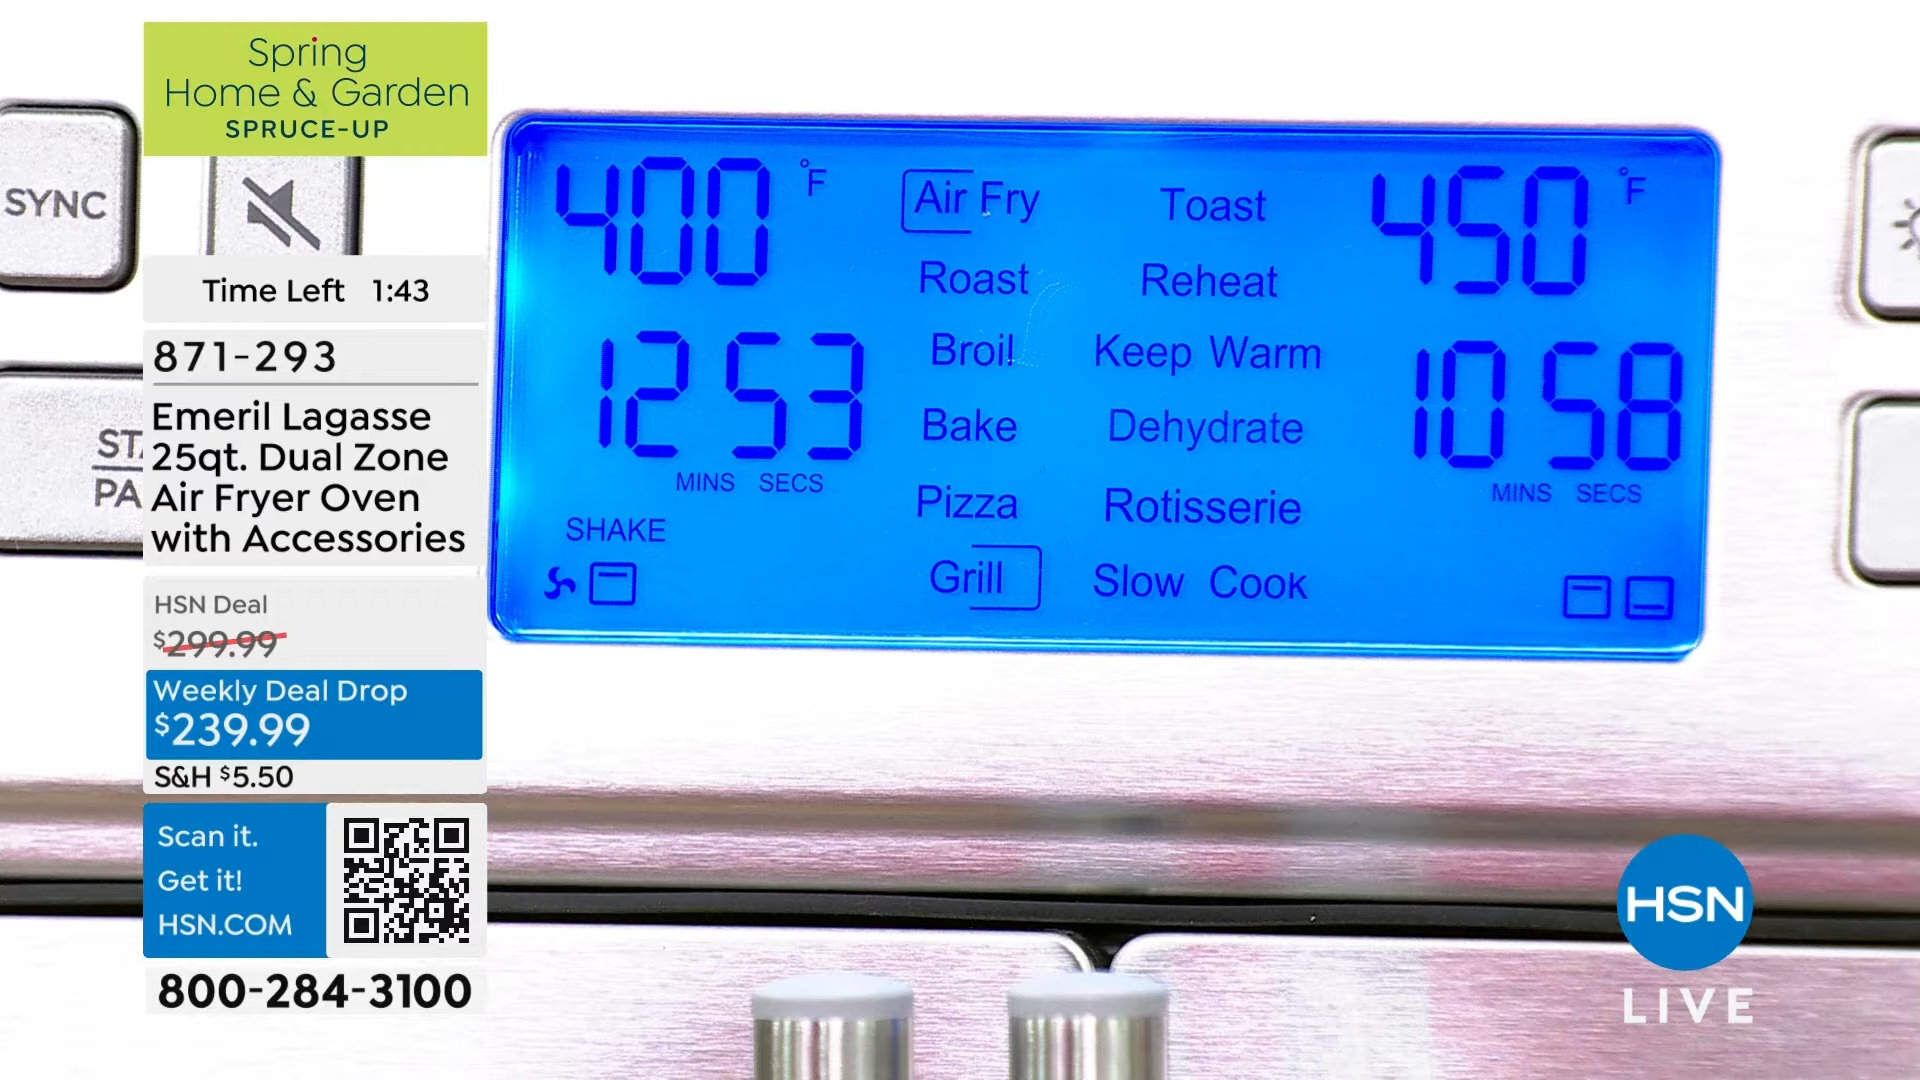 Spring
Home & Garden
SPRUCE-UP
SYNC
Time Left 1:43
871-293
Emeril Lagasse
25qt. Dual Zone
Air Fryer Oven
with Accessories
HSN Deal
$299.99
Weekly Deal Drop
$239.99
S&H $5.50
Scan it.
Get it!
HSN.COM
800-284-3100
400 °F
12 53
MINS SECS
SHAKE
Air Fry
Roast
Broil
Bake
Pizza
Grill
Toast
Reheat
Keep Warm
Dehydrate
Rotisserie
Slow Cook
450 °F
10 58
MINS SECS
HSN
LIVE